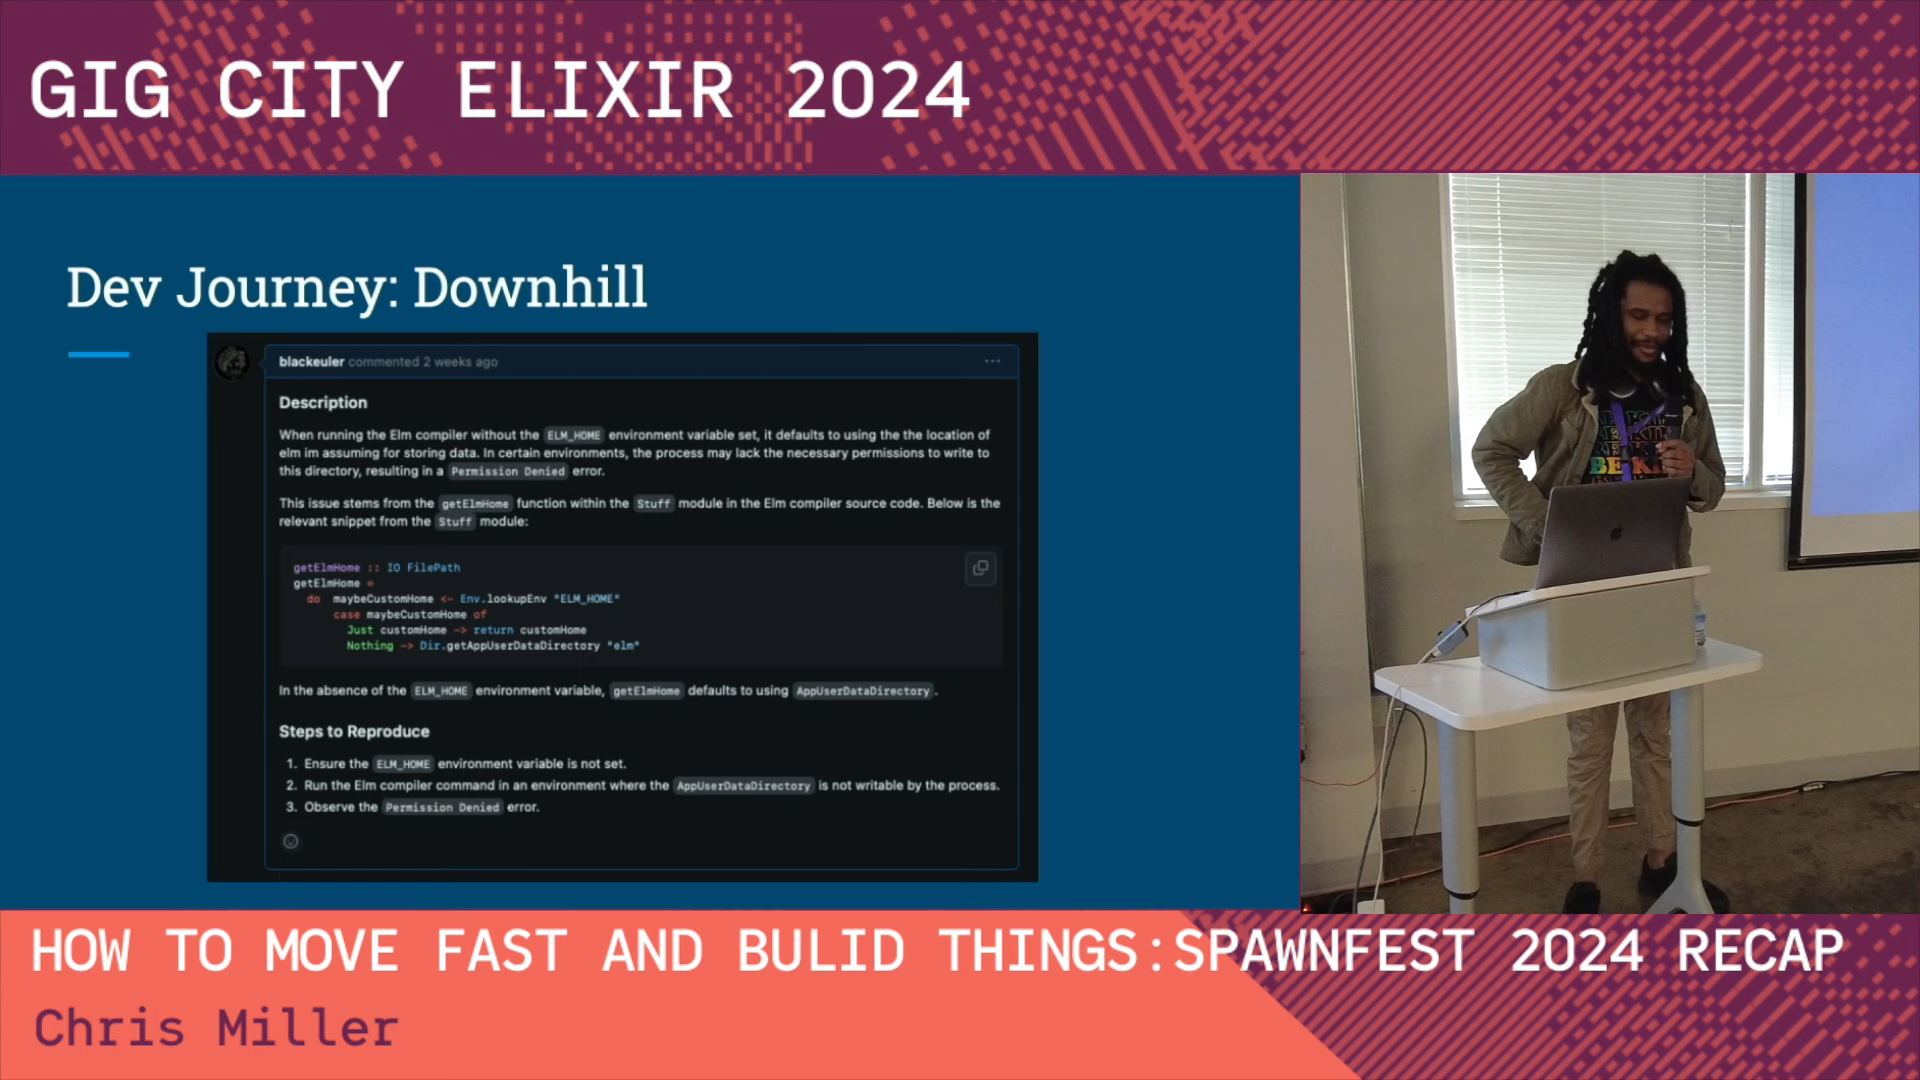 GIG CITY ELIXIR 2024
Dev Journey: Downhill
blackeuler commented 2 weeks ago
Description
When running the Elm compiler without the ELM_HOME environment variable set, it defaults to using the the location of
elm im assuming for storing data. In certain environments, the process may lack the necessary permissions to write to
this directory, resulting in a Permission Denied error.
This issue stems from the getElmHome function within the Stuff module in the Elm compiler source code. Below is the
relevant snippet from the Stuff module:
getElmHome :: IO FilePath
getElmHome =
do maybeCustomHome <- Env.lookupEnv "ELM_HOME"
case maybeCustomHome of
Just customHome -> return customHome
Nothing -> Dir.getAppUserDataDirectory "elm"
In the absence of the ELM_HOME environment variable, getElmHome defaults to using AppUserDataDirectory.
Steps to Reproduce
1. Ensure the ELM_HOME environment variable is not set.
2. Run the Elm compiler command in an environment where the AppUserDataDirectory is not writable by the process.
3. Observe the Permission Denied error.
HOW TO MOVE FAST AND BULID THINGS:SPAWNFEST 2024 RECAP
Chris Miller